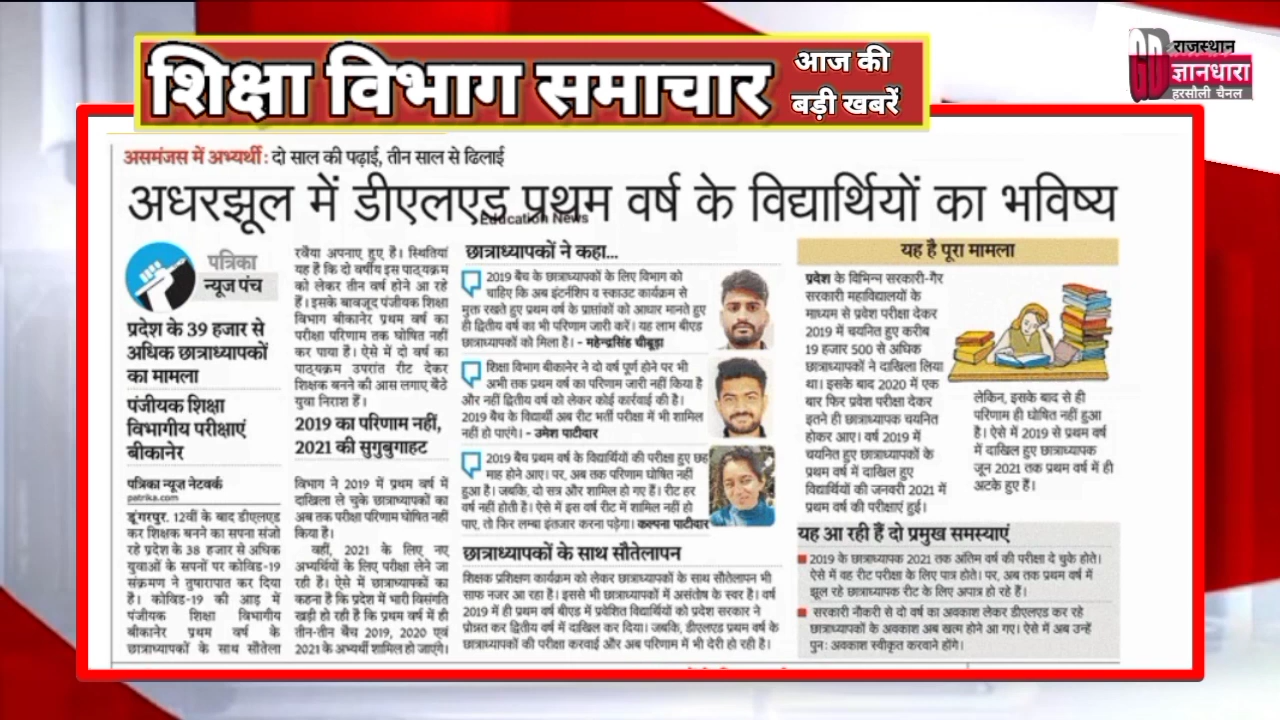 शिक्षा विभाग समाचार
आज की
बड़ी खबरें
राजस्थान
GD
ज्ञानधारा
हरसौली चैनल
असमंजस में अभ्यर्थी: दो साल की पढ़ाई, तीन साल से ढिलाई
अधरझूल में डीएलएड प्रथम वर्ष के विद्यार्थियों का भविष्य
Education News
पत्रिका
न्यूज पंच
प्रदेश के 39 हजार से
अधिक छात्राध्यापकों
का मामला
पंजीयक शिक्षा
विभागीय परीक्षाएं
बीकानेर
पत्रिका न्यूज नेटवर्क
patrika.com
डूंगरपुर. 12वीं के बाद डीएलएड
कर शिक्षक बनने का सपना संजो
रहे प्रदेश के 38 हजार से अधिक
युवाओं के सपनों पर कोविड-19
संक्रमण ने तुषारापात कर दिया
है। कोविड-19 की आड़ में
पंजीयक शिक्षा विभागीय
बीकानेर प्रथम वर्ष के
छात्राध्यापकों के साथ सौतेला
रवैया अपनाए हुए है। स्थितियां
यह है कि दो वर्षीय इस पाठ्यक्रम
को लेकर तीन वर्ष होने आ रहे
हैं। इसके बावजूद पंजीयक शिक्षा
विभाग बीकानेर प्रथम वर्ष का
परीक्षा परिणाम तक घोषित नहीं
कर पाया है। ऐसे में दो वर्ष का
पाठ्यक्रम उपरांत रीट देकर
शिक्षक बनने की आस लगाए बैठे
युवा निराश हैं।
2019 का परिणाम नहीं,
2021 की सुगुबुगाहट
विभाग ने 2019 में प्रथम वर्ष में
दाखिला ले चुके छात्राध्यापकों का
अब तक परीक्षा परिणाम घोषित नहीं
किया है।
वहीं, 2021 के लिए नए
अभ्यर्थियों के लिए परीक्षा लेने जा
रही है। ऐसे में छात्राध्यापकों का
कहना है कि प्रदेश में भारी विसंगति
खड़ी हो रही है कि प्रथम वर्ष में ही
तीन-तीन बैच 2019, 2020 एवं
2021 के अभ्यर्थी शामिल हो जाएंगे।
छात्राध्यापकों ने कहा...
2019 बैच के छात्राध्यापकों के लिए विभाग को
चाहिए कि अब इंटर्नशिप व स्काउट कार्यक्रम से
मुक्त रखते हुए प्रथम वर्ष के प्राप्तांकों को आधार मानते हुए
ही द्वितीय वर्ष का भी परिणाम जारी करें। यह लाभ बीएड
छात्राध्यापकों को मिला है। - महेन्द्रसिंह चीबूड़ा
शिक्षा विभाग बीकानेर ने दो वर्ष पूर्ण होने पर भी
अभी तक प्रथम वर्ष का परिणाम जारी नहीं किया है
और नहीं द्वितीय वर्ष को लेकर कोई कार्रवाई की है।
2019 बैच के विद्यार्थी अब रीट भर्ती परीक्षा में भी शामिल
नहीं हो पाएंगे। - उमेश पाटीदार
2019 बैच प्रथम वर्ष के विद्यार्थियों की परीक्षा हुए छह
माह होने आए। पर, अब तक परिणाम घोषित नहीं
हुआ है। जबकि, दो सत्र और शामिल हो गए हैं। रीट हर
वर्ष नहीं होती है। ऐसे में इस वर्ष रीट में शामिल नहीं हो
पाए, तो फिर लम्बा इंतजार करना पड़ेगा। कल्पना पाटीदार
छात्राध्यापकों के साथ सौतेलापन
शिक्षक प्रशिक्षण कार्यक्रम को लेकर छात्राध्यापकों के साथ सौतेलापन भी
साफ नजर आ रहा है। इससे भी छात्राध्यापकों में असंतोष के स्वर है। वर्ष
2019 में ही प्रथम वर्ष बीएड में प्रवेशित विद्यार्थियों को प्रदेश सरकार ने
प्रोन्नत कर द्वितीय वर्ष में दाखिल कर दिया। जबकि, डीएलएड प्रथम वर्ष के
छात्राध्यापकों की परीक्षा करवाई और अब परिणाम में भी देरी हो रही है।
यह है पूरा मामला
प्रदेश के विभिन्न सरकारी-गैर
सरकारी महाविद्यालयों के
माध्यम से प्रवेश परीक्षा देकर
2019 में चयनित हुए करीब
19 हजार 500 से अधिक
छात्राध्यापकों ने दाखिला लिया
था। इसके बाद 2020 में एक
बार फिर प्रवेश परीक्षा देकर
इतने ही छात्राध्यापक चयनित
होकर आए। वर्ष 2019 में
चयनित हुए छात्राध्यापकों के
प्रथम वर्ष में दाखिल हुए
विद्यार्थियों की जनवरी 2021 में
प्रथम वर्ष की परीक्षाएं हुई।
लेकिन, इसके बाद से ही
परिणाम ही घोषित नहीं हुआ
है। ऐसे में 2019 से प्रथम वर्ष
में दाखिल हुए छात्राध्यापक
जून 2021 तक प्रथम वर्ष में ही
अटके हुए हैं।
यह आ रही हैं दो प्रमुख समस्याएं
2019 के छात्राध्यापक 2021 तक अंतिम वर्ष की परीक्षा दे चुके होते।
ऐसे में वह रीट परीक्षा के लिए पात्र होते। पर, अब तक प्रथम वर्ष में
झूल रहे छात्राध्यापक रीट के लिए अपात्र हो रहे हैं।
सरकारी नौकरी से दो वर्ष का अवकाश लेकर डीएलएड कर रहे
छात्राध्यापकों के अवकाश अब खत्म होने आ गए। ऐसे में अब उन्हें
पुन: अवकाश स्वीकृत करवाने होंगे।